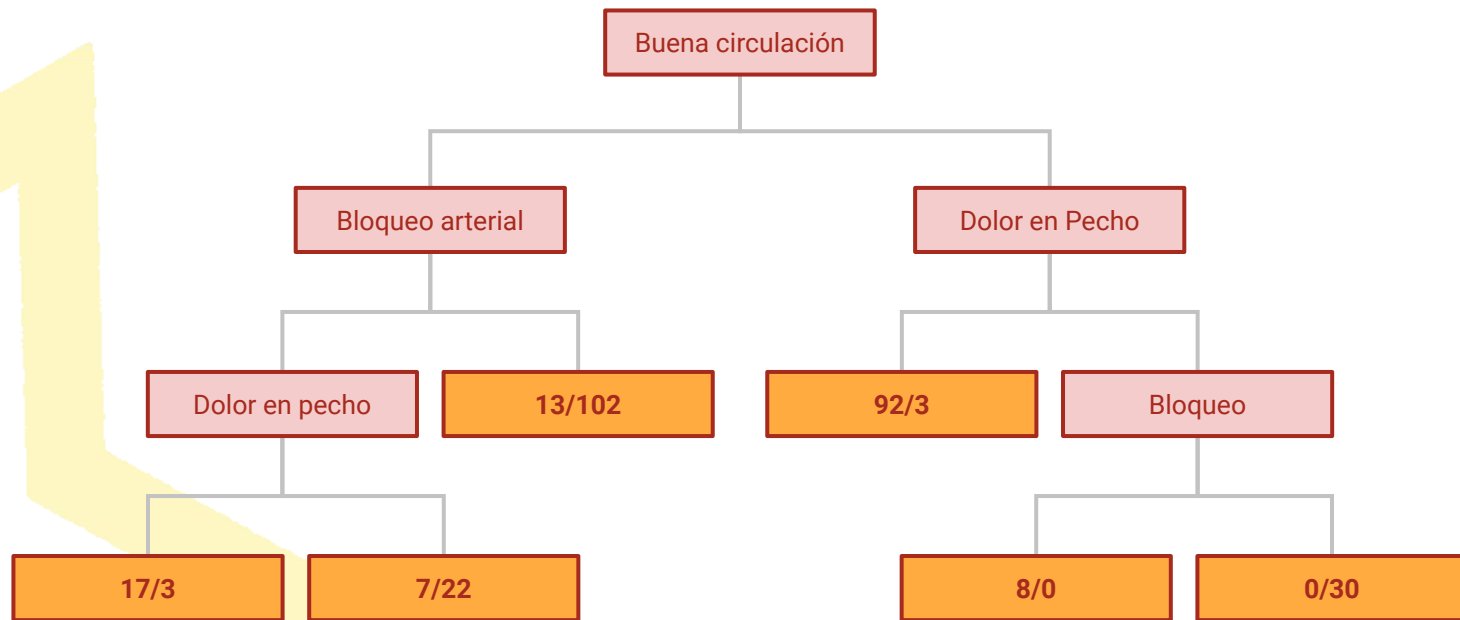 Buena circulación
Bloqueo arterial
Dolor en Pecho
Dolor en pecho
13/102
92/3
Bloqueo
17/3
7/22
8/0
0/30